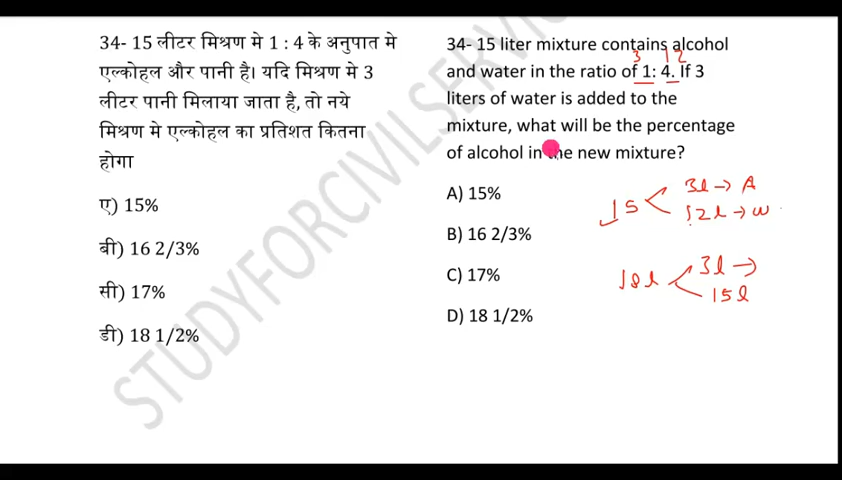 34- 15 लीटर मिश्रण मे 1 : 4 के अनुपात मे
एल्कोहल और पानी है। यदि मिश्रण मे 3
लीटर पानी मिलाया जाता है, तो नये
मिश्रण मे एल्कोहल का प्रतिशत कितना
होगा
ए) 15%
बी) 16 2/3%
सी) 17%
डी) 18 1/2%
34- 15 liter mixture contains alcohol
3 12
and water in the ratio of 1: 4. If 3
liters of water is added to the
mixture, what will be the percentage
of alcohol in the new mixture?
A) 15%
B) 16 2/3%
C) 17%
D) 18 1/2%
3l → A
15
12l → W
3l →
18l
15l
STUDYFORCIVILSERVICE